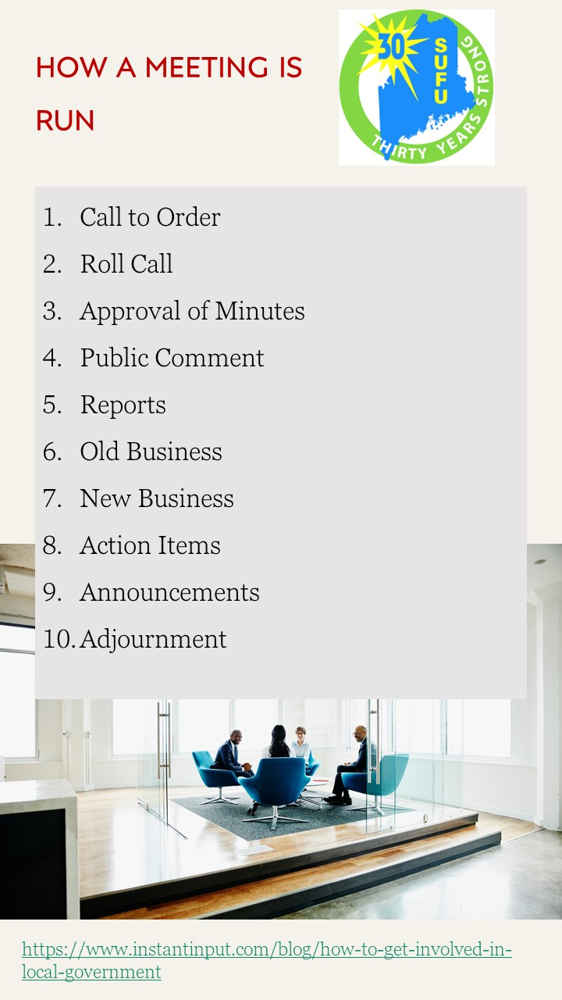 HOW A MEETING IS
RUN
30
SUFU
THIRTY YEARS STRONG
1. Call to Order
2. Roll Call
3. Approval of Minutes
4. Public Comment
5. Reports
6. Old Business
7. New Business
8. Action Items
9. Announcements
10. Adjournment
https://www.instantinput.com/blog/how-to-get-involved-in-
local-government